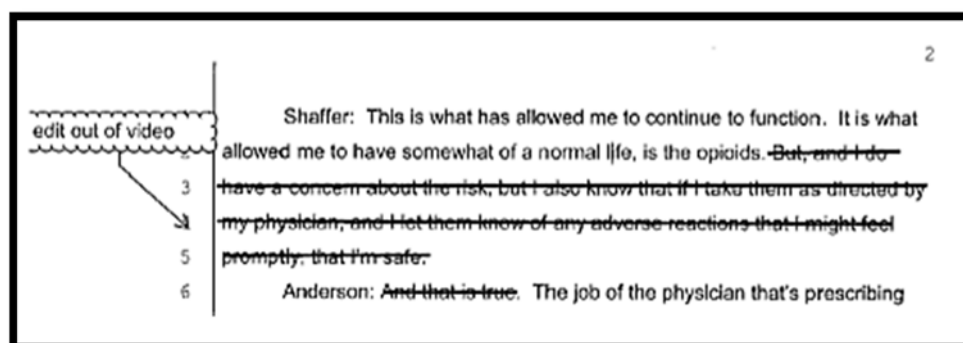 2
Shaffer: This is what has allowed me to continue to function. It is what
edit out of video
allowed me to have somewhat of a normal life, is the opioids. But, and I do
3 have a concern about the risk, but I also know that if I take them as directed by
my physician, and I let them know of any adverse reactions that I might feel
5 promptly, that I'm safe.
6 Anderson: And that is true. The job of the physician that's prescribing